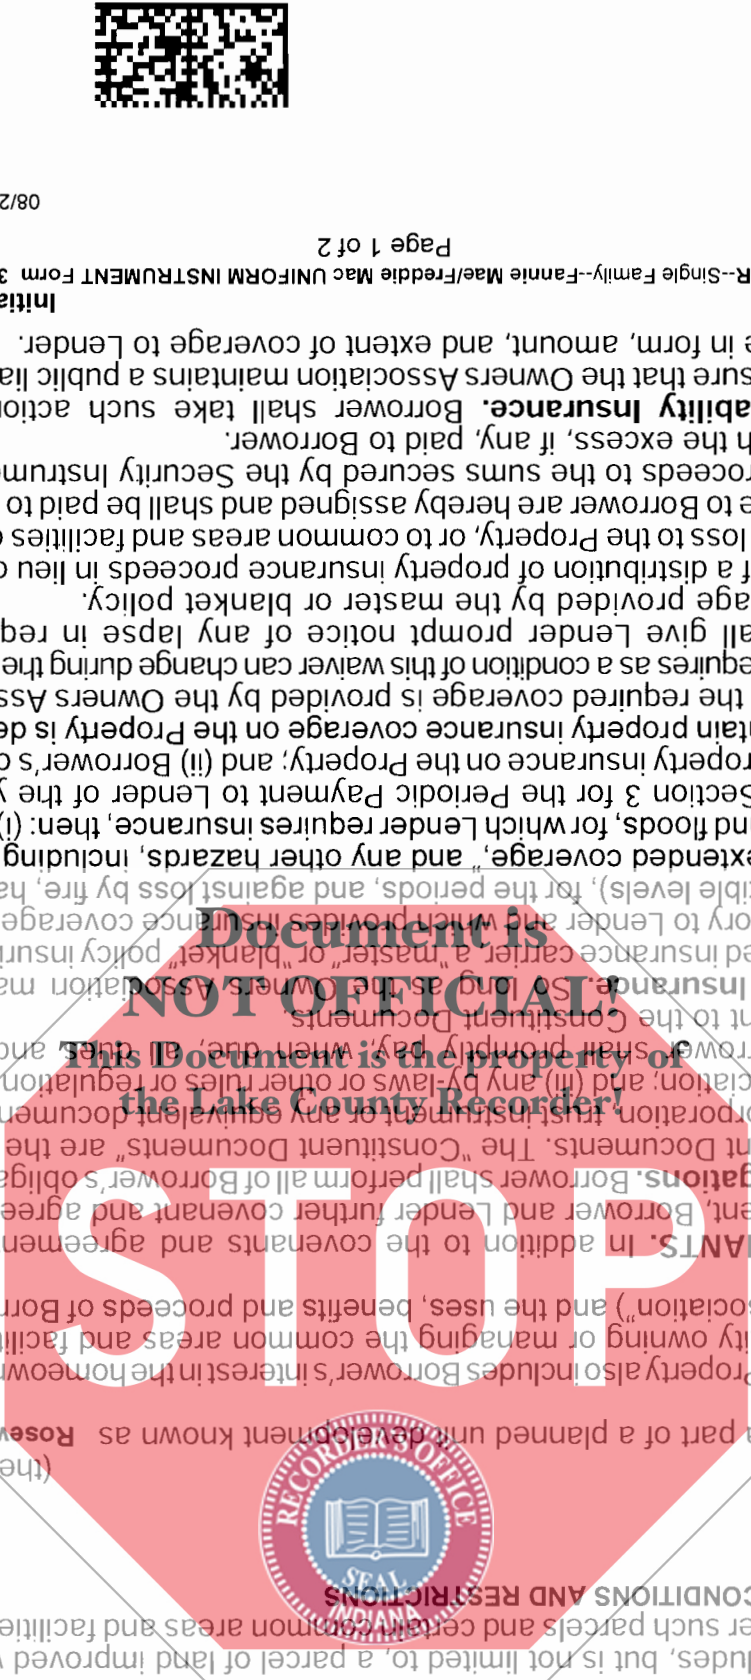 udes, but is not limited to, a parcel of land improved
er such parcels and certain common areas and facilitie
CONDITIONS AND RESTRICTIONS
(the
a part of a planned unit development known as Rosew
Property also includes Borrower's interest in the homeow
ity owning or managing the common areas and facilit
sociation") and the uses, benefits and proceeds of Borr
ANTS. In addition to the covenants and agreemen
ent, Borrower and Lender further covenant and agree
gations. Borrower shall perform all of Borrower's obliga
nt Documents. The "Constituent Documents" are the
orporation, trust instrument or any equivalent documen
ciation; and (iii) any by-laws or other rules or regulation
rrower shall promptly pay, when due, all dues and
nt to the Constituent Documents.
Insurance. So long as the Owners Association ma
ed insurance carrier, a "master" or "blanket" policy insuri
ory to Lender and which provides insurance coverage
tible levels), for the periods, and against loss by fire, ha
extended coverage," and any other hazards, including
nd floods, for which Lender requires insurance, then: (i)
Section 3 for the Periodic Payment to Lender of the y
roperty insurance on the Property; and (ii) Borrower's o
ntain property insurance coverage on the Property is de
the required coverage is provided by the Owners Ass
equires as a condition of this waiver can change during the
all give Lender prompt notice of any lapse in requ
age provided by the master or blanket policy.
f a distribution of property insurance proceeds in lieu o
loss to the Property, or to common areas and facilities o
e to Borrower are hereby assigned and shall be paid to
roceeds to the sums secured by the Security Instrume
h the excess, if any, paid to Borrower.
ability Insurance. Borrower shall take such action
sure that the Owners Association maintains a public lia
e in form, amount, and extent of coverage to Lender.
Initia
R--Single Family--Fannie Mae/Freddie Mac UNIFORM INSTRUMENT Form 3
Page 1 of 2
08/2
Document is
NOT OFFICIAL!
This Document is the property of
the Lake County Recorder!
STOP
RECORDER'S OFFICE
SEAL
INDIANA